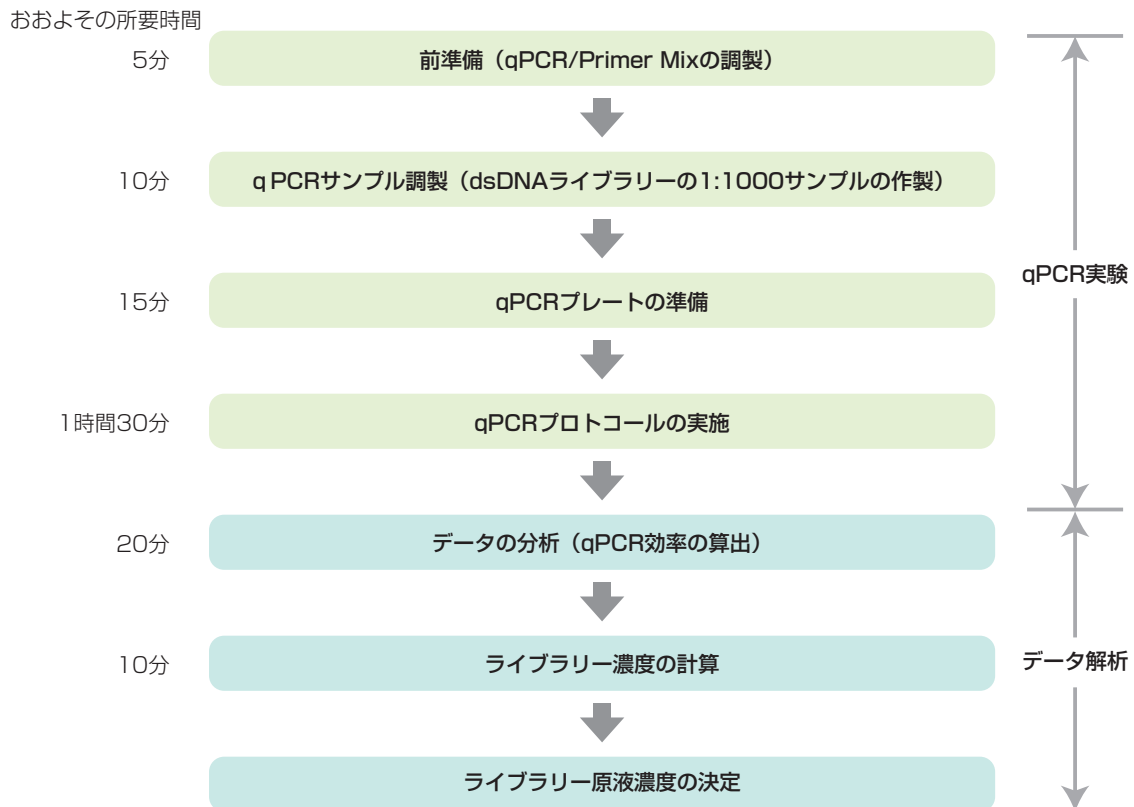 おおよその所要時間
5分
前準備（qPCR/Primer Mixの調製）
10分
q PCRサンプル調製（dsDNAライブラリーの1:1000サンプルの作製）
15分
qPCRプレートの準備
qPCR実験
1時間30分
qPCRプロトコールの実施
20分
データの分析（qPCR効率の算出）
10分
ライブラリー濃度の計算
データ解析
ライブラリー原液濃度の決定